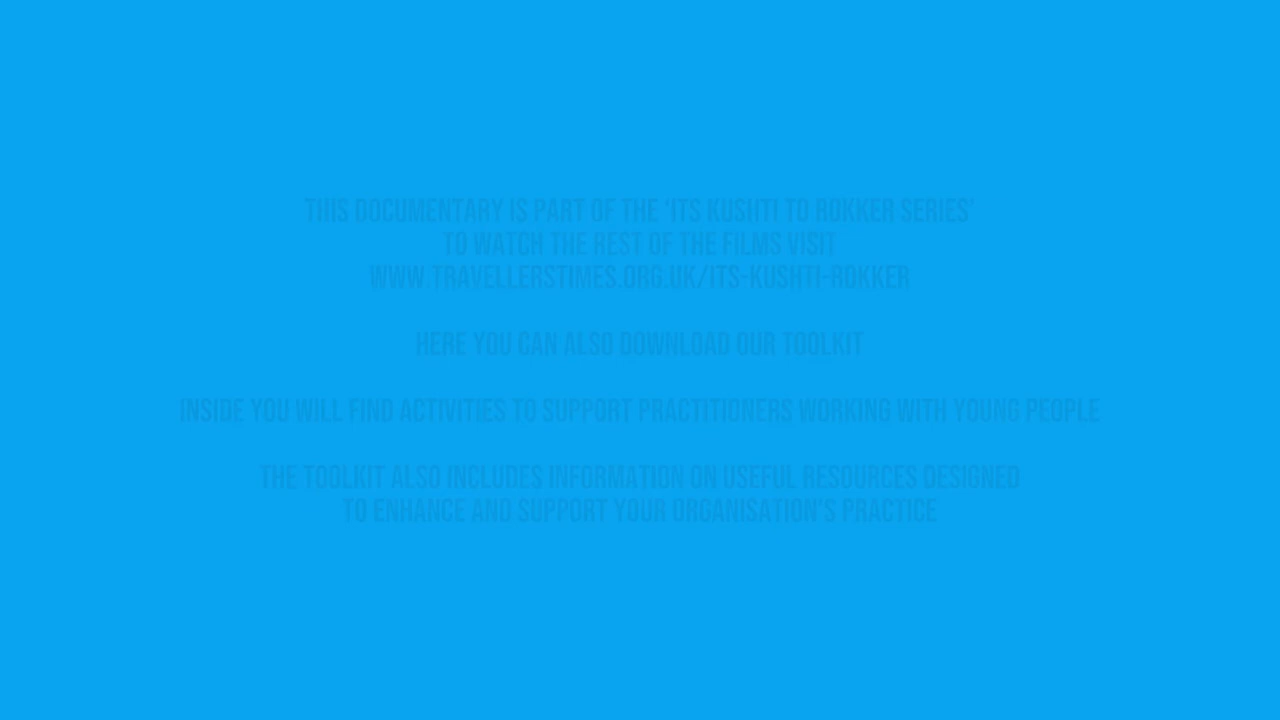 THIS DOCUMENTARY IS PART OF THE 'ITS KUSHTI TO ROKKER SERIES'
TO WATCH THE REST OF THE FILMS VISIT
WWW.TRAVELLERSTIMES.ORG.UK/ITS-KUSHTI-ROKKER
HERE YOU CAN ALSO DOWNLOAD OUR TOOLKIT
INSIDE YOU WILL FIND ACTIVITIES TO SUPPORT PRACTITIONERS WORKING WITH YOUNG PEOPLE
THE TOOLKIT ALSO INCLUDES INFORMATION ON USEFUL RESOURCES DESIGNED
TO ENHANCE AND SUPPORT YOUR ORGANISATION'S PRACTICE